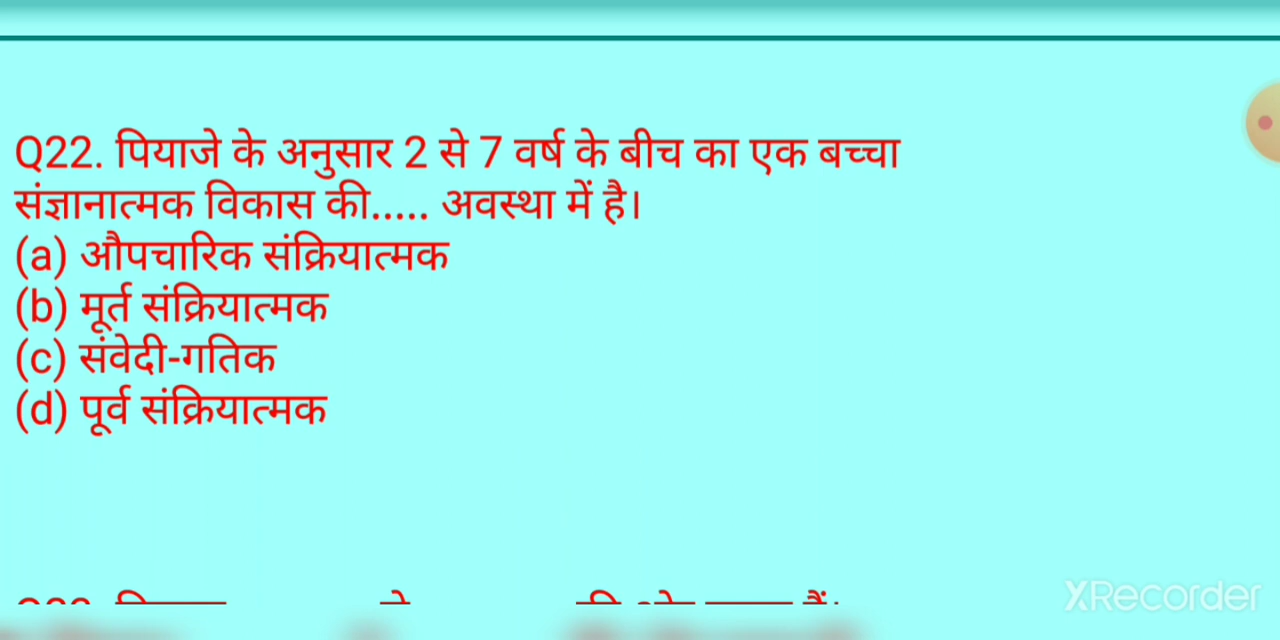 Q22. पियाजे के अनुसार 2 से 7 वर्ष के बीच का एक बच्चा
संज्ञानात्मक विकास की..... अवस्था में है।
(a) औपचारिक संक्रियात्मक
(b) मूर्त संक्रियात्मक
(c) संवेदी-गतिक
(d) पूर्व संक्रियात्मक
XRecorder